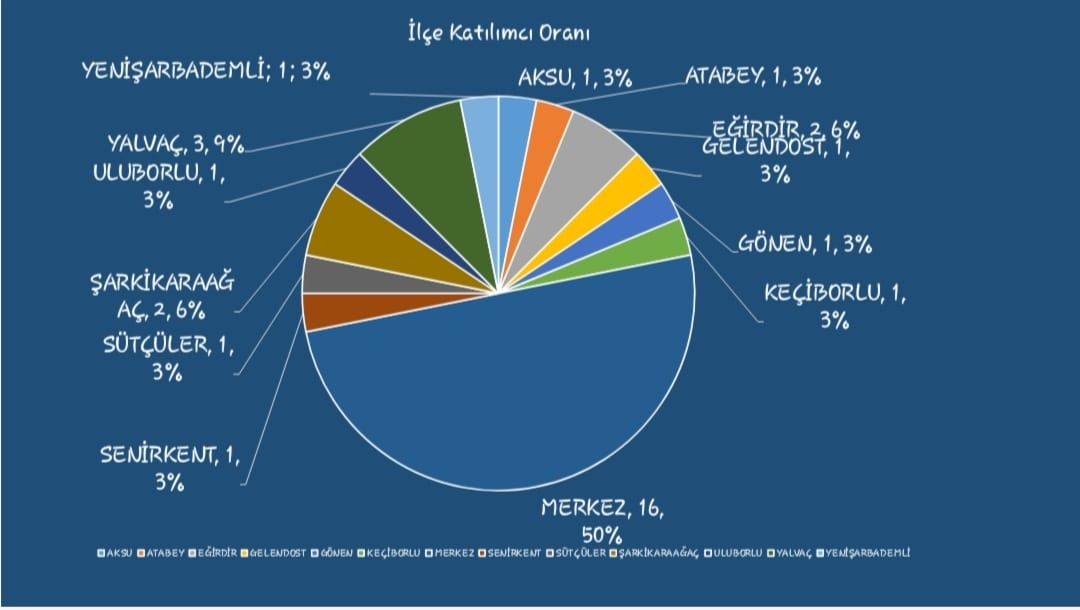 İlçe Katılımcı Oranı
YENİŞARBADEMLİ; 1; 3%
AKSU, 1, 3%
ATABEY, 1, 3%
EĞİRDİR, 2, 6%
GELENDOST, 1,
3%
YALVAÇ, 3, 9%
ULUBORLU, 1,
3%
GÖNEN, 1, 3%
KEÇİBORLU, 1,
3%
ŞARKİKARAAĞ
AÇ, 2, 6%
SÜTÇÜLER, 1,
3%
SENİRKENT, 1,
3%
MERKEZ, 16,
50%
AKSU ATABEY EĞİRDİR GELENDOST GÖNEN KEÇİBORLU MERKEZ SENİRKENT SÜTÇÜLER ŞARKİKARAAĞAÇ ULUBORLU YALVAÇ YENİŞARBADEMLİ